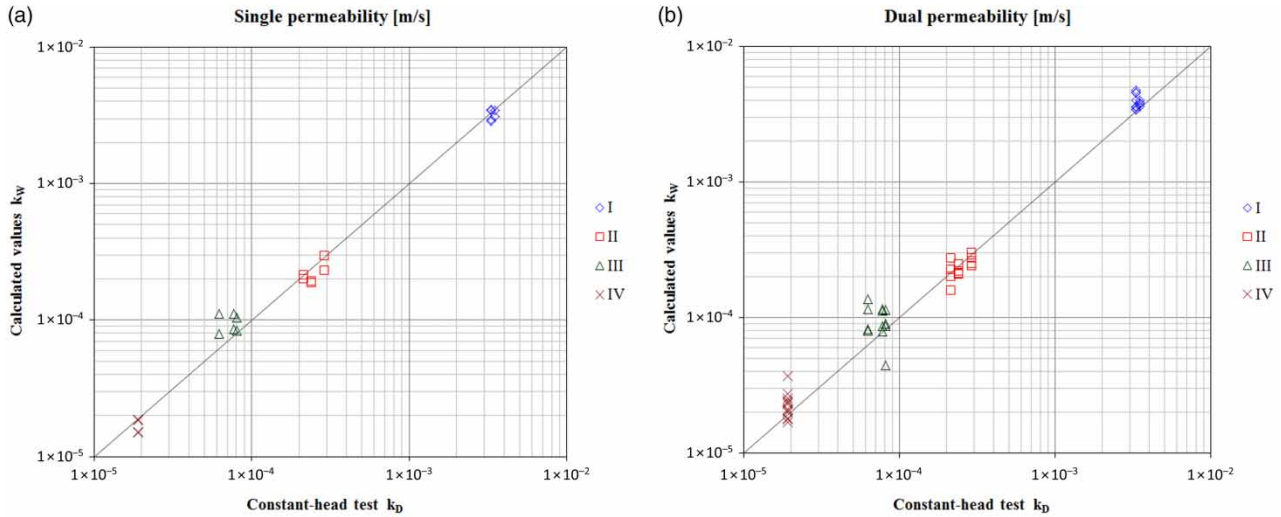 (a)
Single permeability [m/s]
1×10⁻²
1×10⁻³
1×10⁻⁴
1×10⁻⁵
Calculated values kW
1×10⁻⁵
1×10⁻⁴
1×10⁻³
1×10⁻²
Constant-head test kD
I
II
III
IV
(b)
Dual permeability [m/s]
1×10⁻²
1×10⁻³
1×10⁻⁴
1×10⁻⁵
Calculated values kW
1×10⁻⁵
1×10⁻⁴
1×10⁻³
1×10⁻²
Constant-head test kD
I
II
III
IV